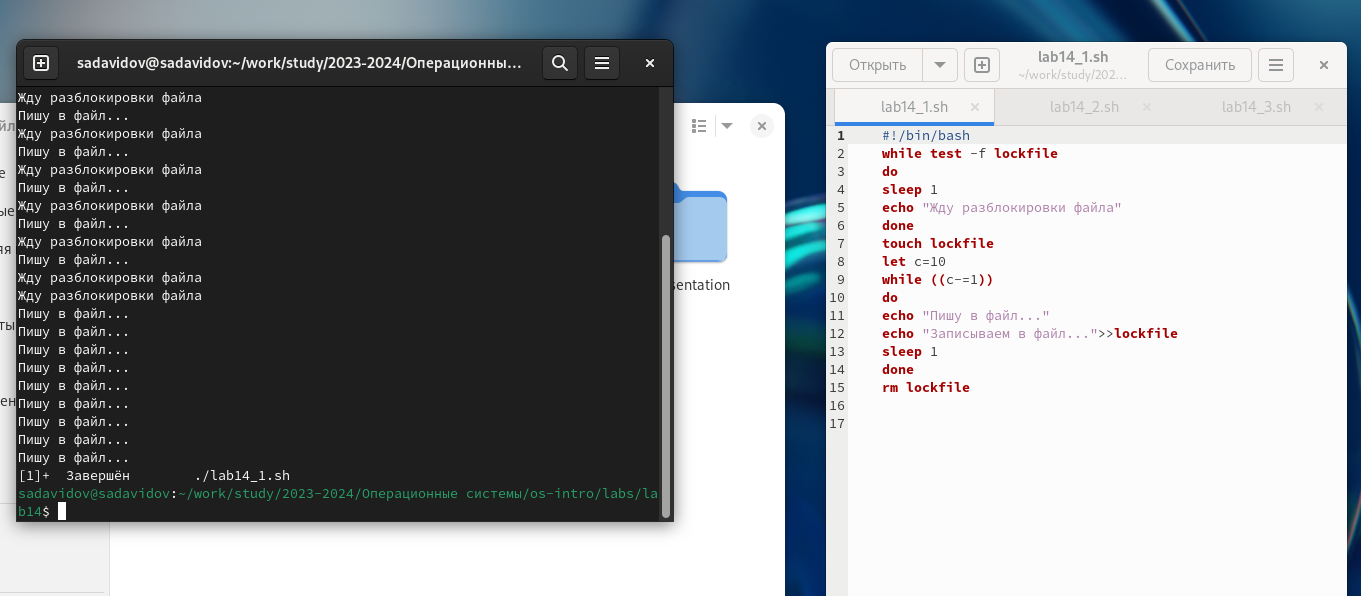 sadavidov@sadavidov:~/work/study/2023-2024/Операционны...
Жду разблокировки файла
Пишу в файл...
Жду разблокировки файла
Пишу в файл...
Жду разблокировки файла
Пишу в файл...
Жду разблокировки файла
Пишу в файл...
Жду разблокировки файла
Пишу в файл...
Жду разблокировки файла
Жду разблокировки файла
Пишу в файл...
Пишу в файл...
Пишу в файл...
Пишу в файл...
Пишу в файл...
Пишу в файл...
Пишу в файл...
Пишу в файл...
Пишу в файл...
[1]+  Завершён        ./lab14_1.sh
sadavidov@sadavidov:~/work/study/2023-2024/Операционные системы/os-intro/labs/la
b14$
sentation
Открыть
lab14_1.sh
~/work/study/202...
Сохранить
lab14_1.sh
lab14_2.sh
lab14_3.sh
1 #!/bin/bash
2 while test -f lockfile
3 do
4 sleep 1
5 echo "Жду разблокировки файла"
6 done
7 touch lockfile
8 let c=10
9 while ((c-=1))
10 do
11 echo "Пишу в файл..."
12 echo "Записываем в файл...">>lockfile
13 sleep 1
14 done
15 rm lockfile
16
17